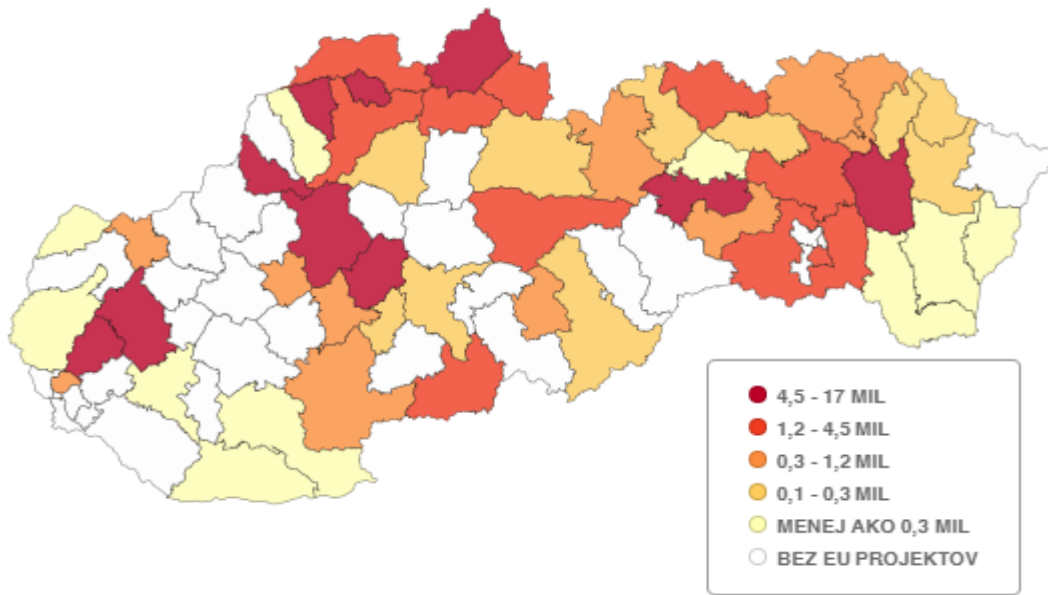 4,5 - 17 MIL
1,2 - 4,5 MIL
0,3 - 1,2 MIL
0,1 - 0,3 MIL
MENEJ AKO 0,3 MIL
BEZ EU PROJEKTOV